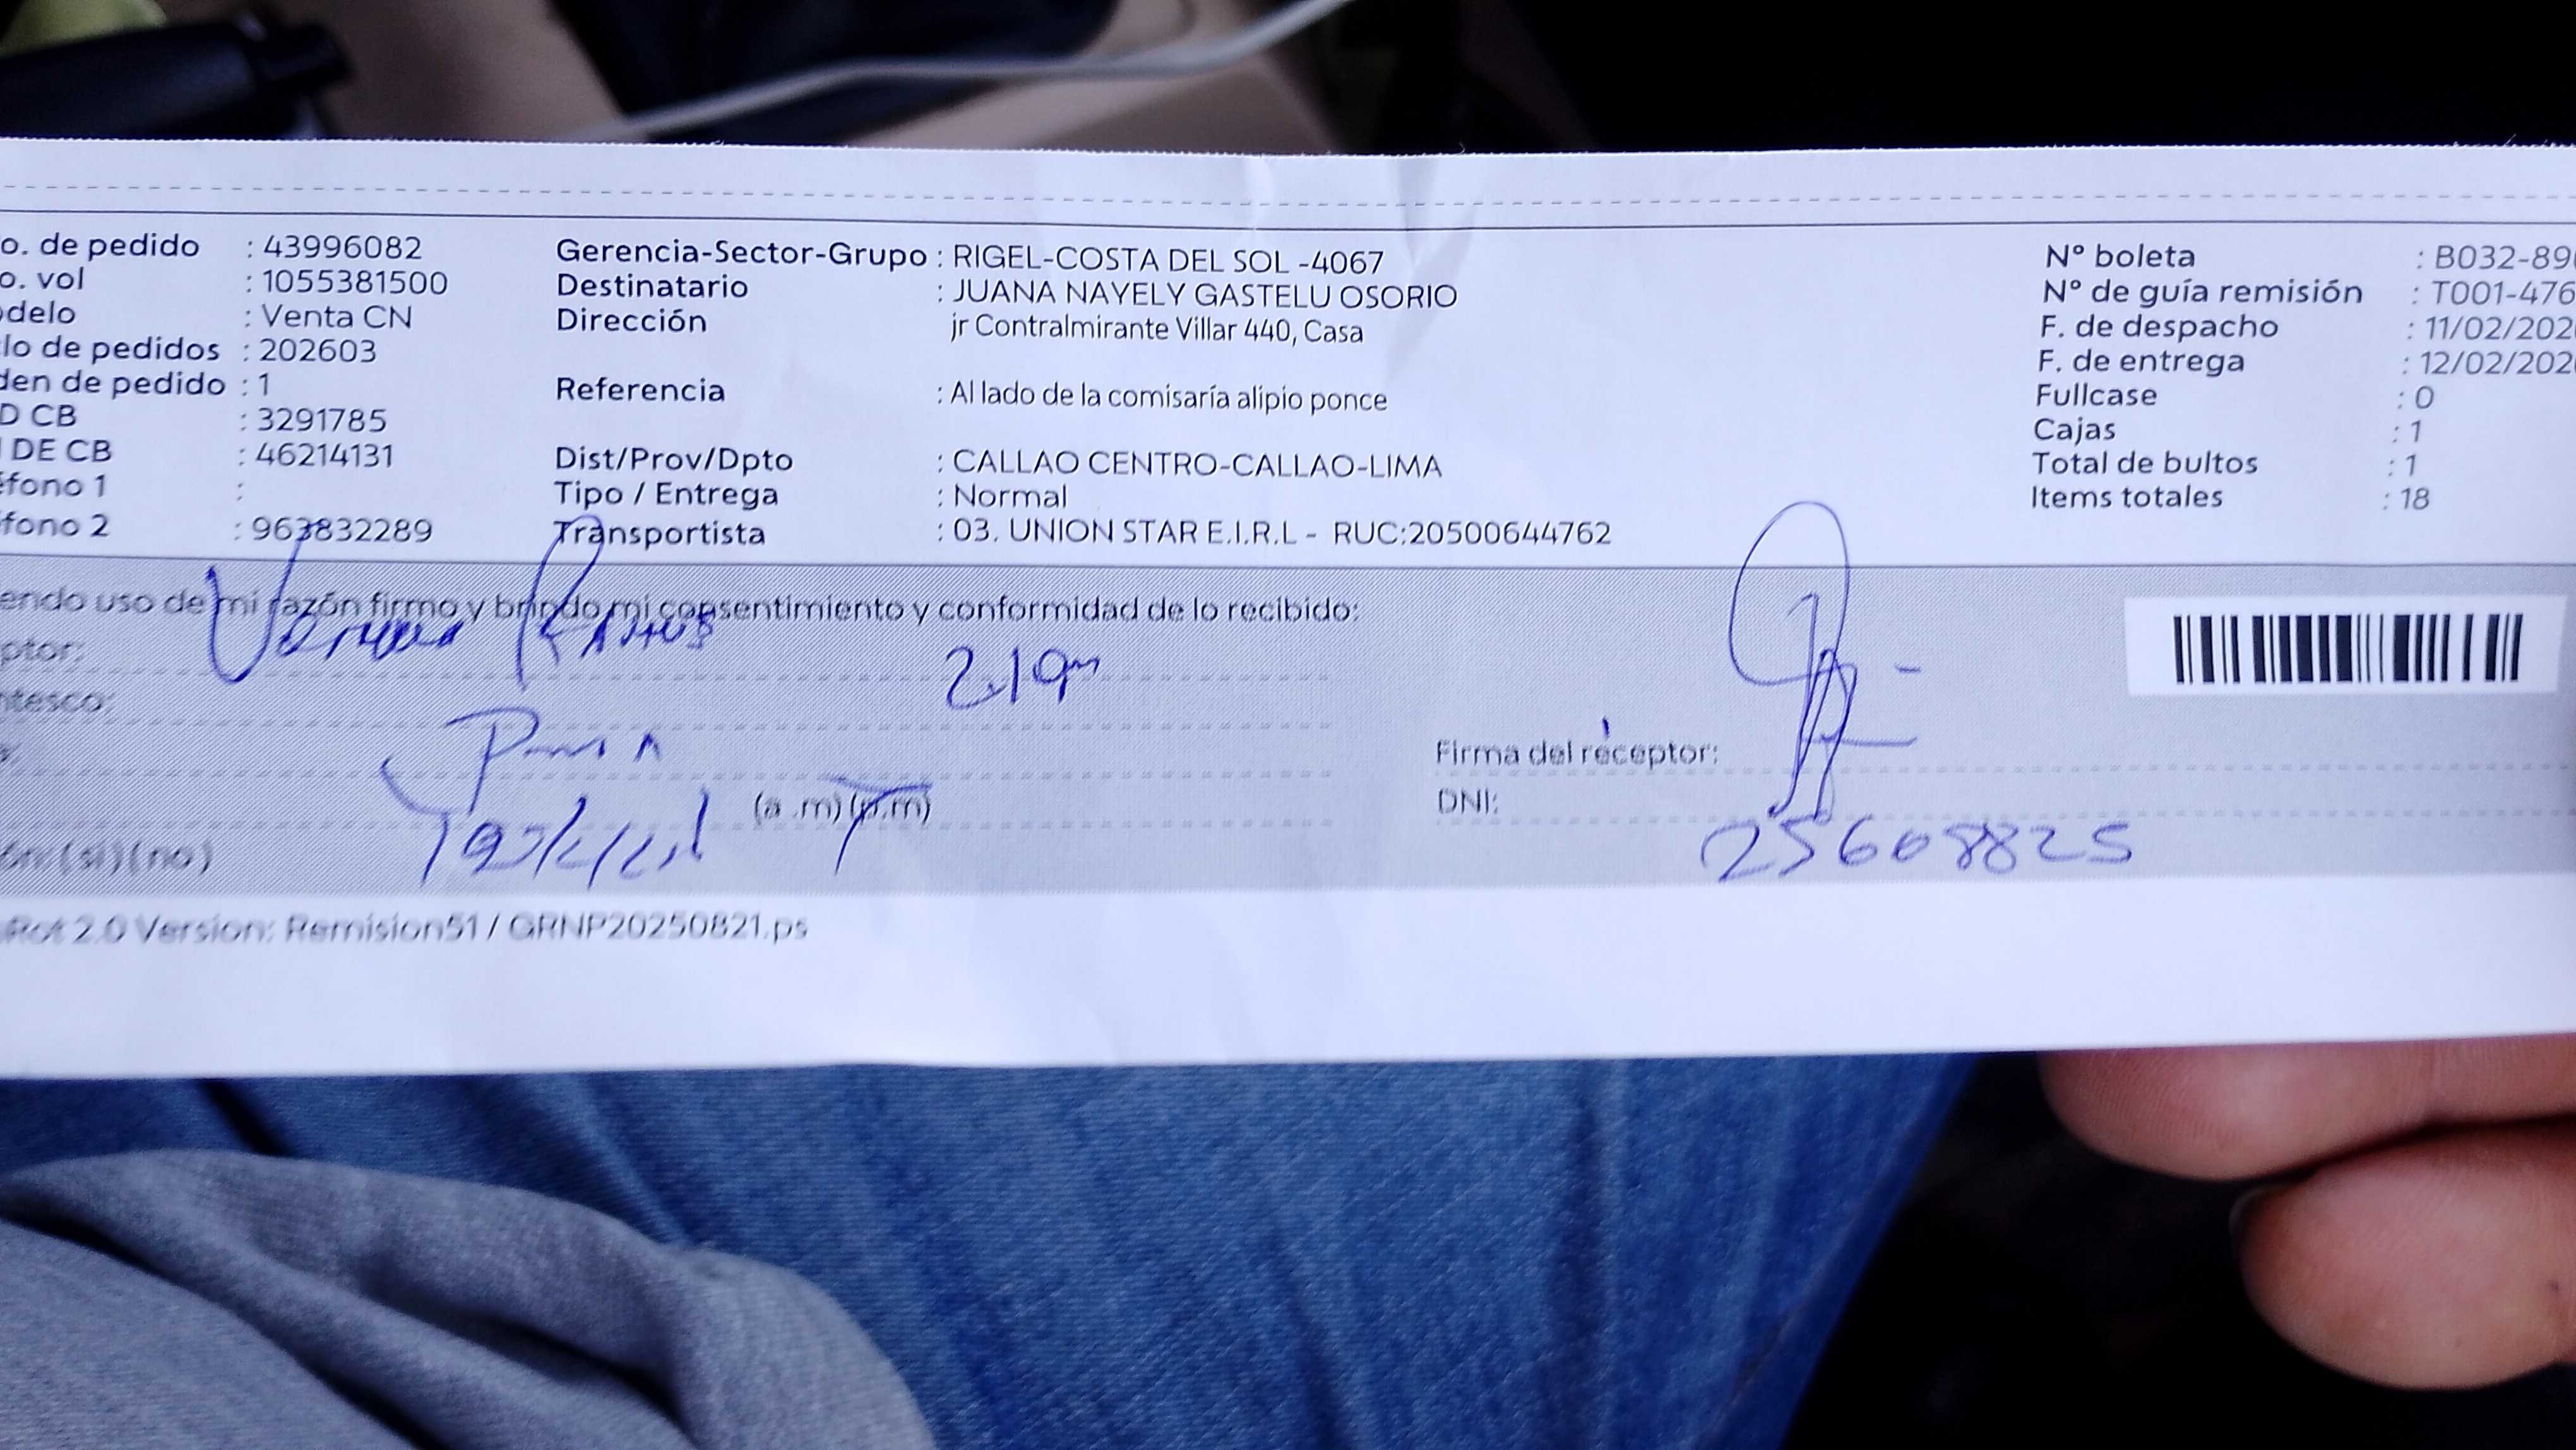 o. de pedido : 43996082 Gerencia-Sector-Grupo : RIGEL-COSTA DEL SOL -4067 Nº boleta : B032-89
o. vol : 1055381500 Destinatario : JUANA NAYELY GASTELU OSORIO Nº de guía remisión : T001-476
delo : Venta CN Dirección jr Contralmirante Villar 440, Casa F. de despacho : 11/02/202
lo de pedidos : 202603 F. de entrega : 12/02/202
den de pedido : 1 Referencia : Al lado de la comisaría alipio ponce Fullcase : 0
D CB : 3291785 Cajas : 1
DE CB : 46214131 Dist/Prov/Dpto : CALLAO CENTRO-CALLAO-LIMA Total de bultos : 1
éfono 1 : Tipo / Entrega : Normal Items totales : 18
fono 2 : 963832289 Transportista : 03. UNION STAR E.I.R.L - RUC:20500644762
endo uso de mi razón firmo y brindo mi consentimiento y conformidad de lo recibido:
ptor: Ramos
ntesco:
Firma del receptor:
(a .m) (p.m) DNI:
ón: (si) (no) 25608825
Rot 2.0 Version: Remision51 / GRNP20250821.ps